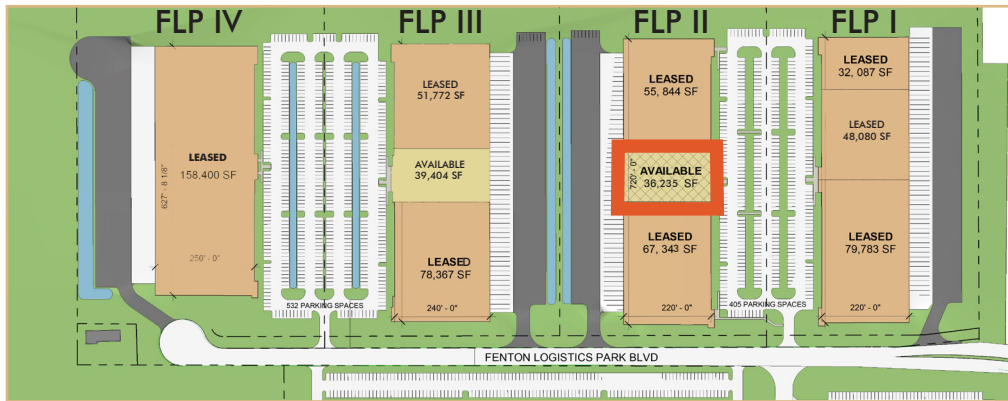 FLP IV
FLP III
FLP II
FLP I
LEASED
158,400 SF
627' - 8 1/8"
250' - 0"
532 PARKING SPACES
LEASED
51,772 SF
AVAILABLE
39,404 SF
LEASED
78,367 SF
240' - 0"
LEASED
55, 844 SF
720' - 0"
AVAILABLE
36,235 SF
LEASED
67, 343 SF
220' - 0"
405 PARKING SPACES
LEASED
32, 087 SF
LEASED
48,080 SF
LEASED
79,783 SF
220' - 0"
FENTON LOGISTICS PARK BLVD